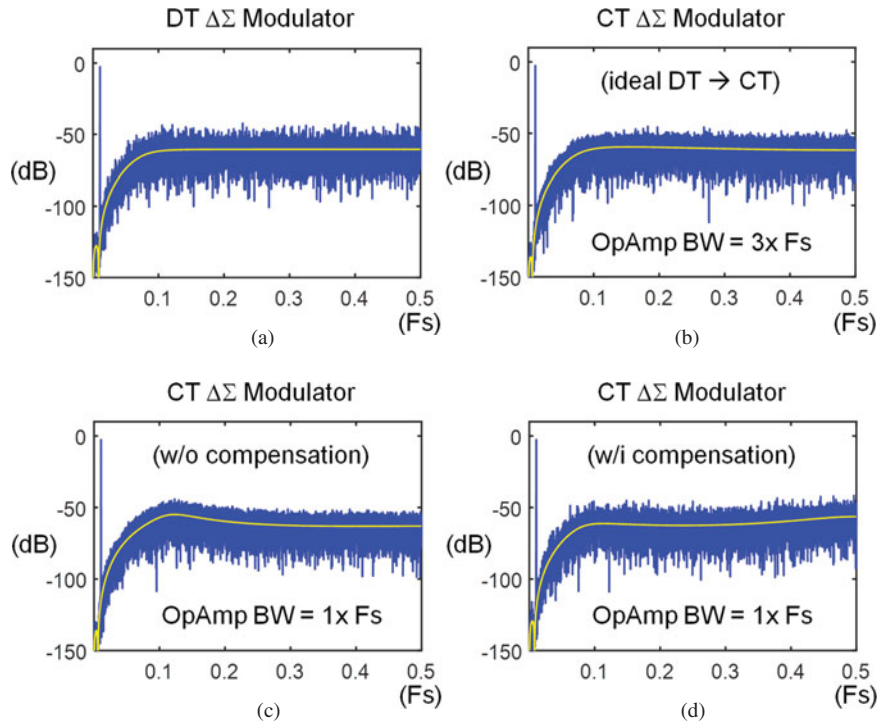 DT ΔΣ Modulator
0
-50
(dB)
-100
-150
0.1 0.2 0.3 0.4 0.5
(Fs)
(a)
CT ΔΣ Modulator
(ideal DT → CT)
0
-50
(dB)
-100
OpAmp BW = 3x Fs
-150
0.1 0.2 0.3 0.4 0.5
(Fs)
(b)
CT ΔΣ Modulator
(w/o compensation)
0
-50
(dB)
-100
OpAmp BW = 1x Fs
-150
0.1 0.2 0.3 0.4 0.5
(Fs)
(c)
CT ΔΣ Modulator
(w/i compensation)
0
-50
(dB)
-100
OpAmp BW = 1x Fs
-150
0.1 0.2 0.3 0.4 0.5
(Fs)
(d)